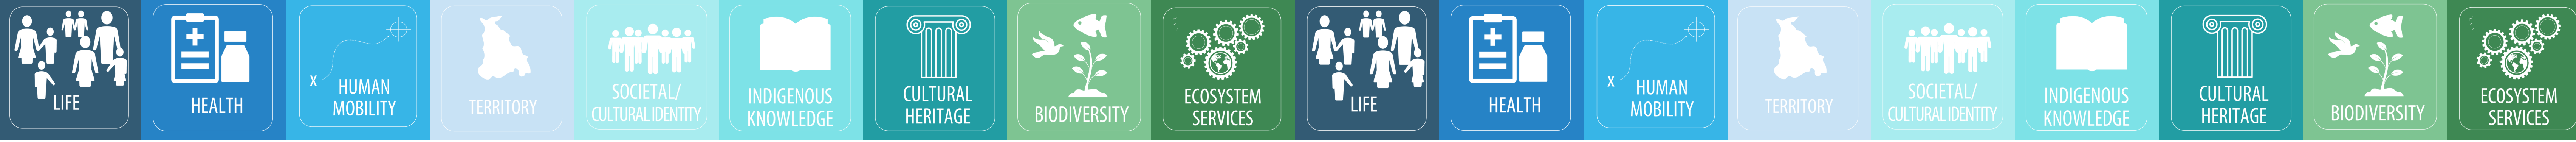 LIFE
HEALTH
X
HUMAN
MOBILITY
TERRITORY
SOCIETAL/
CULTURAL IDENTITY
INDIGENOUS
KNOWLEDGE
CULTURAL
HERITAGE
BIODIVERSITY
ECOSYSTEM
SERVICES
LIFE
HEALTH
X
HUMAN
MOBILITY
TERRITORY
SOCIETAL/
CULTURAL IDENTITY
INDIGENOUS
KNOWLEDGE
CULTURAL
HERITAGE
BIODIVERSITY
ECOSYSTEM
SERVICES